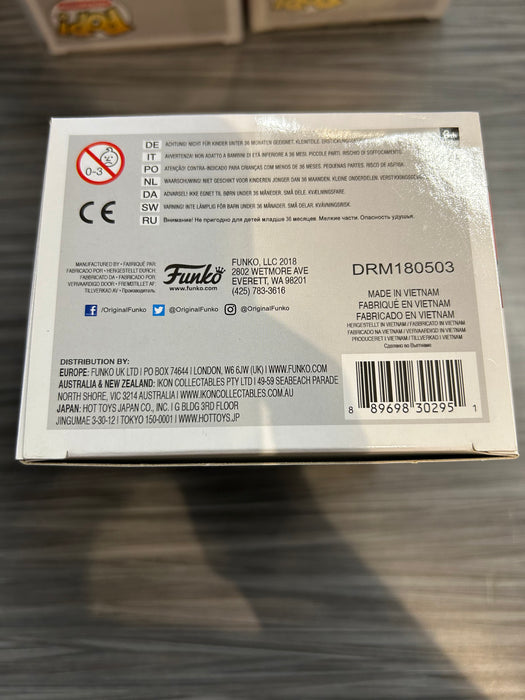 POP!
POP!
0-3
DE ACHTUNG! NICHT FÜR KINDER UNTER 36 MONATEN GEEIGNET. KLEINTEILE. ERSTICKUNGSGEFAHR
IT AVVERTENZA! NON ADATTO A BAMBINI DI ETÀ INFERIORE A 36 MESI. PICCOLE PARTI. RISCHIO DI SOFFOCAMENTO.
PO ATENÇÃO! CONTRA-INDICADO PARA CRIANÇAS COM MENOS DE 36 MESES. PEQUENAS PARTES. RISCO DE ASFIXIA.
NL WAARSCHUWING! NIET GESCHIKT VOOR KINDEREN JONGER DAN 36 MAANDEN. KLEINE ONDERDELEN. VERSTIKKINGSGEVAAR.
DA ADVARSEL! IKKE EGNET TIL BØRN UNDER 36 MÅNEDER. SMÅ DELE. KVÆLNINGSFARE.
SW VARNING! INTE LÄMPLIG FÖR BARN UNDER 36 MÅNADER. SMÅ DELAR. KVÄVNINGSRISK.
RU Внимание! Не пригодно для детей младше 36 месяцев. Мелкие части. Опасность удушья.
CE
MANUFACTURED BY • FABRIQUÉ PAR:
FABRICADO POR • HERGESTELLT DURCH:
FABRICATO DA • FABRICADO POR:
VERVAARDIGD DOOR • FREMSTILLET AF:
TILLVERKAD AV • Производитель:
Funko
www.funko.com
FUNKO, LLC 2018
2802 WETMORE AVE
EVERETT, WA 98201
(425) 783-3616
DRM180503
/OriginalFunko @OriginalFunko @OriginalFunko
MADE IN VIETNAM
FABRIQUÉ EN VIETNAM
FABRICADO EN VIETNAM
HERGESTELLT IN VIETNAM / FABBRICATO IN VIETNAM
FABRICADO NO VIETNAM / VERVAARDIGD IN VIETNAM
PRODUCERET I VIETNAM / TILLVERKAD I VIETNAM
Сделано во Вьетнаме
DISTRIBUTION BY:
EUROPE: FUNKO UK LTD | PO BOX 74644 | LONDON, W6 6JW (UK) | WWW.FUNKO.COM
AUSTRALIA & NEW ZEALAND: IKON COLLECTABLES PTY LTD | 49-59 SEABEACH PARADE
NORTH SHORE, VIC 3214 AUSTRALIA | WWW.IKONCOLLECTABLES.COM.AU
JAPAN: HOT TOYS JAPAN CO., INC. | G BLDG 3RD FLOOR
JINGUMAE 3-30-12 | TOKYO 150-0001 | WWW.HOTTOYS.JP
8 89698 30295 1